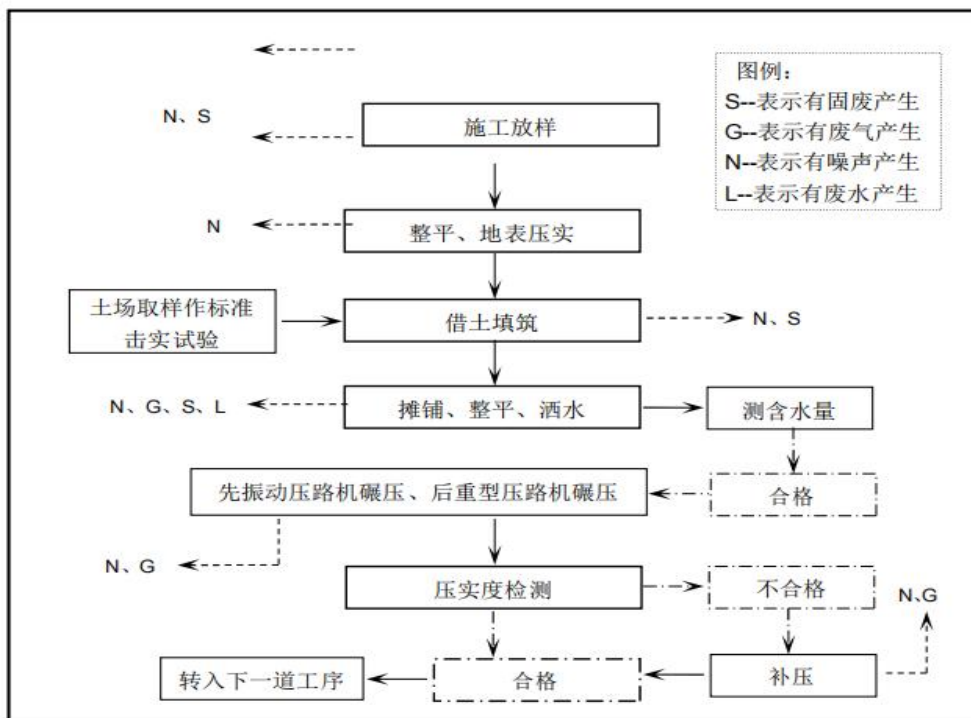 图例：
S--表示有固废产生
G--表示有废气产生
N--表示有噪声产生
L--表示有废水产生
N、S
施工放样
N
整平、地表压实
土场取样作标准
击实试验
借土填筑
N、S
N、G、S、L
摊铺、整平、洒水
测含水量
先振动压路机碾压、后重型压路机碾压
合格
N、G
压实度检测
不合格
N、G
转入下一道工序
合格
补压